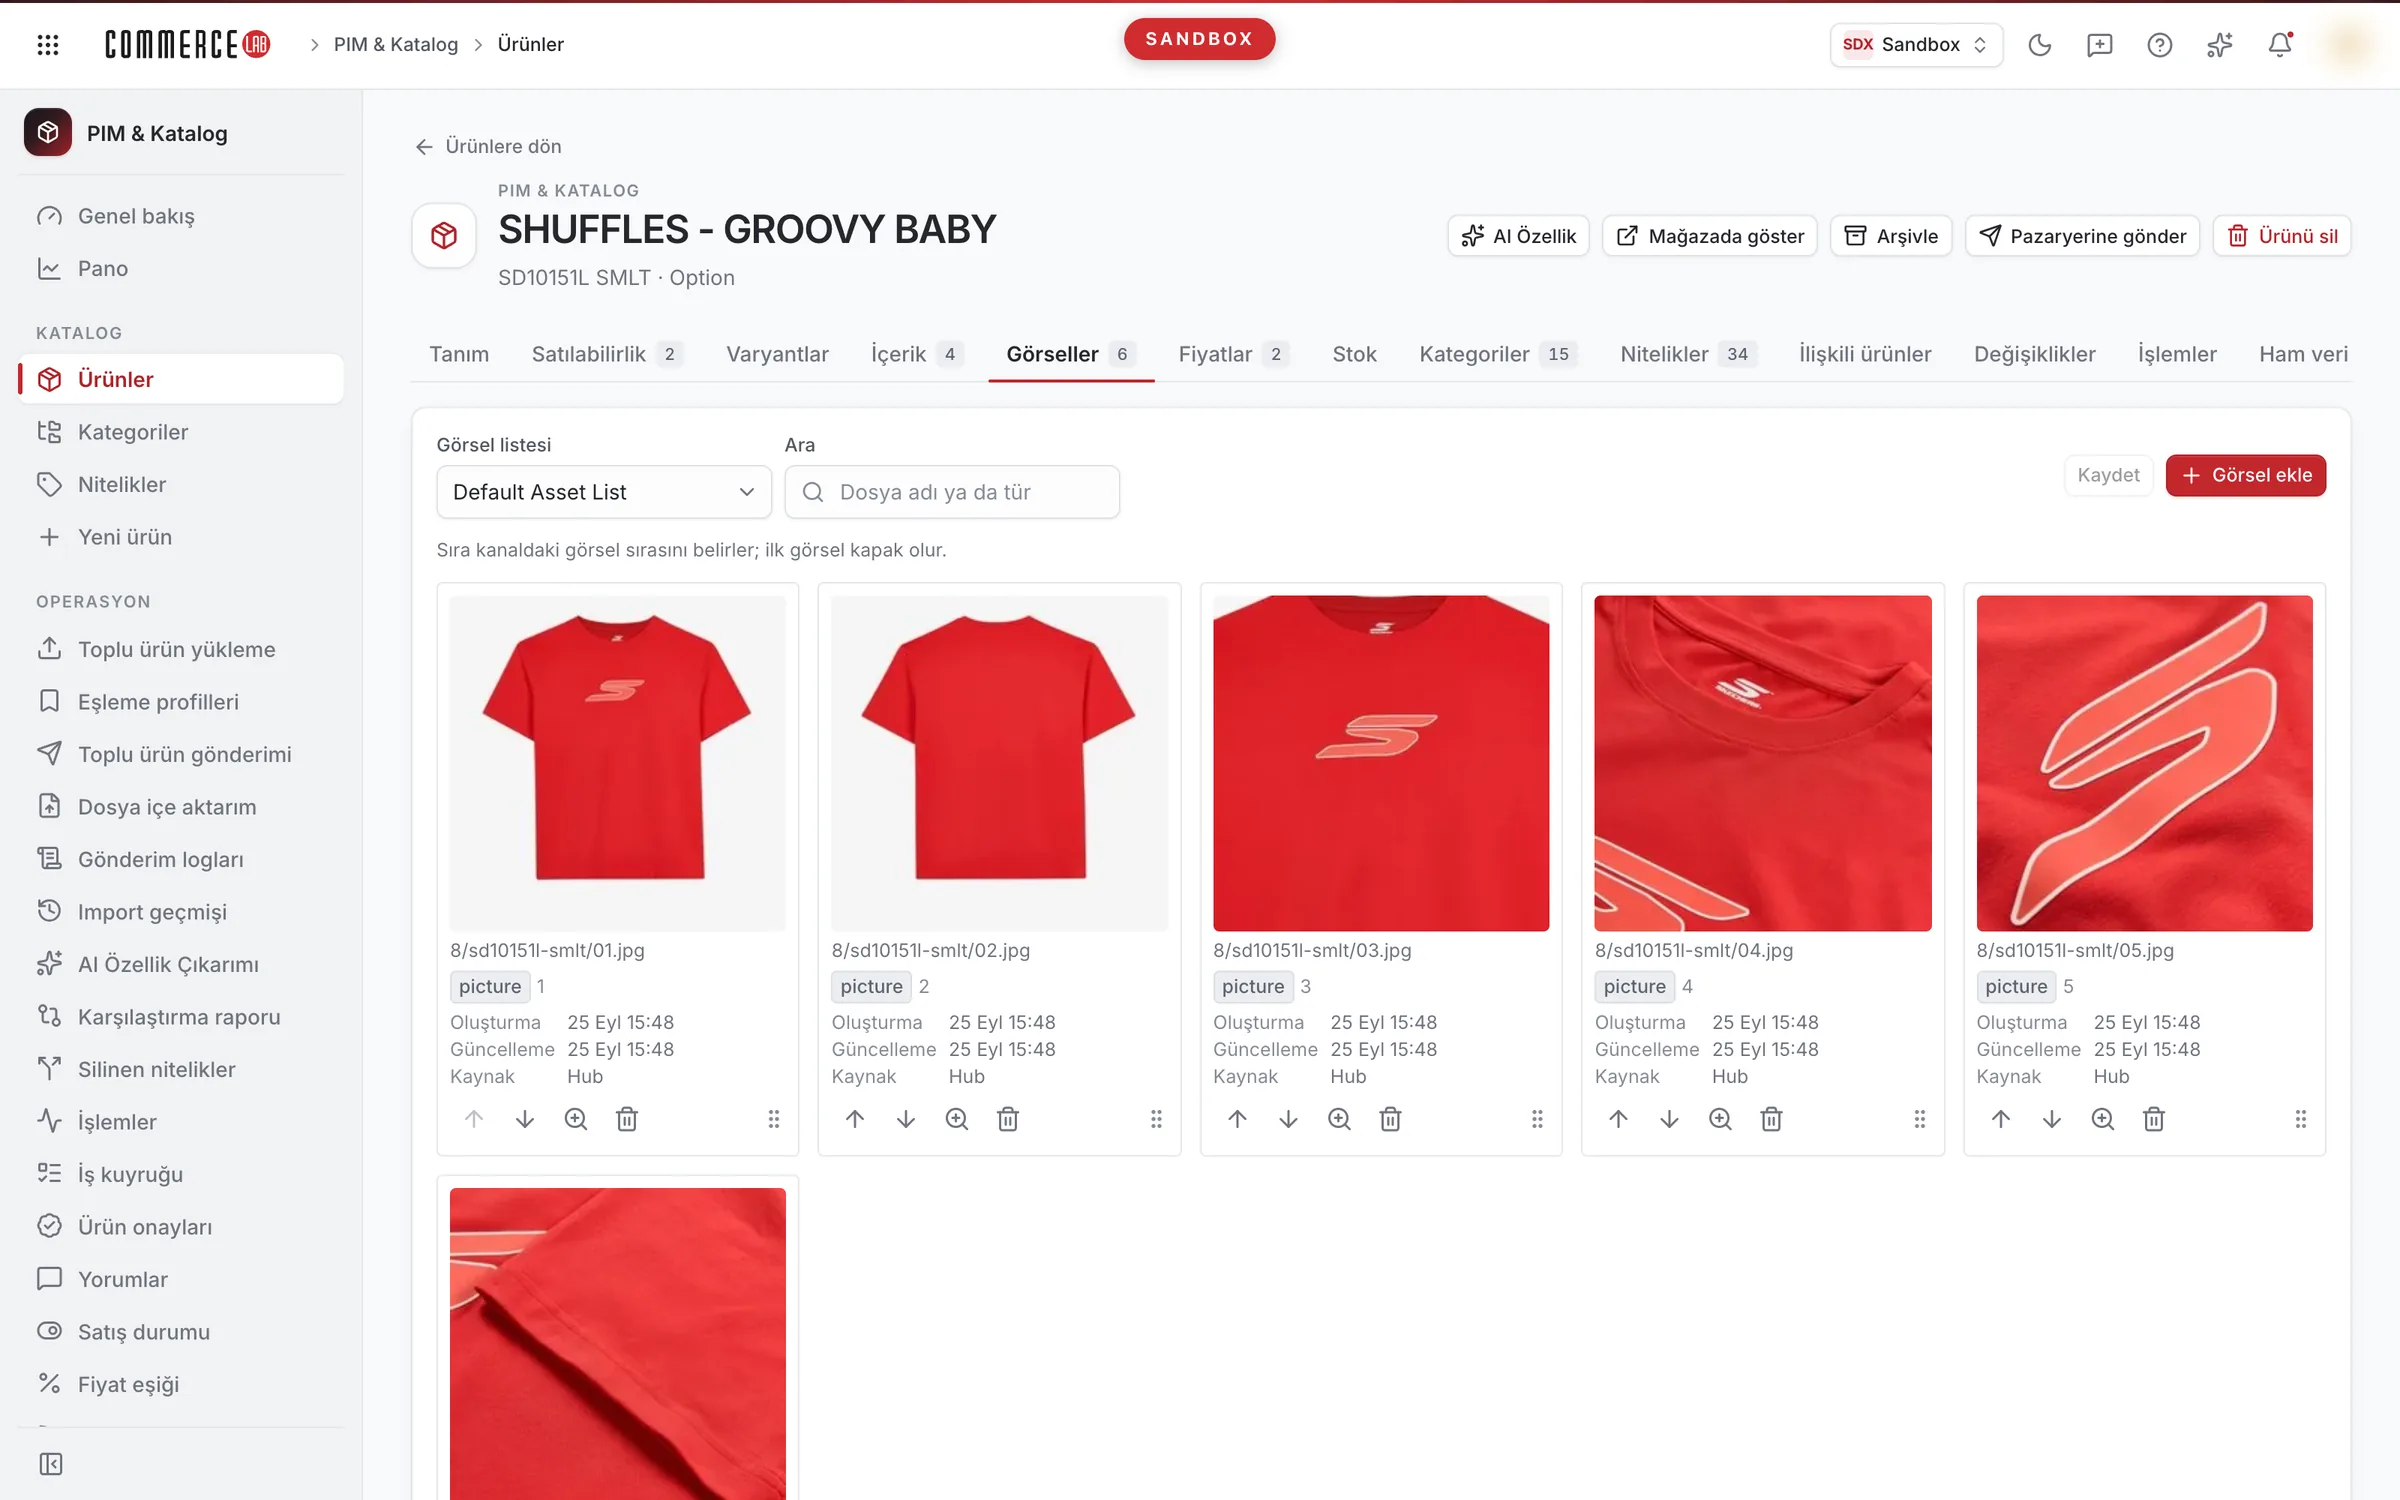 COMMERCE LAB
PIM & Katalog
Ürünler
SANDBOX
SDX Sandbox
PIM & Katalog
Genel bakış
Pano
KATALOG
Ürünler
Kategoriler
Nitelikler
Yeni ürün
OPERASYON
Toplu ürün yükleme
Eşleme profilleri
Toplu ürün gönderimi
Dosya içe aktarım
Gönderim logları
Import geçmişi
AI Özellik Çıkarımı
Karşılaştırma raporu
Silinen nitelikler
İşlemler
İş kuyruğu
Ürün onayları
Yorumlar
Satış durumu
Fiyat eşiği
Ürünlere dön
PIM & KATALOG
SHUFFLES - GROOVY BABY
SD10151L SMLT · Option
AI Özellik
Mağazada göster
Arşivle
Pazaryerine gönder
Ürünü sil
Tanım
Satılabilirlik 2
Varyantlar
İçerik 4
Görseller 6
Fiyatlar 2
Stok
Kategoriler 15
Nitelikler 34
İlişkili ürünler
Değişiklikler
İşlemler
Ham veri
Görsel listesi
Default Asset List
Ara
Dosya adı ya da tür
Kaydet
Görsel ekle
Sıra kanaldaki görsel sırasını belirler; ilk görsel kapak olur.
8/sd10151l-smlt/01.jpg
picture 1
Oluşturma 25 Eyl 15:48
Güncelleme 25 Eyl 15:48
Kaynak Hub
8/sd10151l-smlt/02.jpg
picture 2
Oluşturma 25 Eyl 15:48
Güncelleme 25 Eyl 15:48
Kaynak Hub
8/sd10151l-smlt/03.jpg
picture 3
Oluşturma 25 Eyl 15:48
Güncelleme 25 Eyl 15:48
Kaynak Hub
8/sd10151l-smlt/04.jpg
picture 4
Oluşturma 25 Eyl 15:48
Güncelleme 25 Eyl 15:48
Kaynak Hub
8/sd10151l-smlt/05.jpg
picture 5
Oluşturma 25 Eyl 15:48
Güncelleme 25 Eyl 15:48
Kaynak Hub